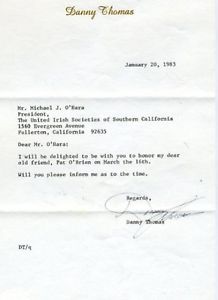 Danny Thomas
January 20, 1983
Mr. Michael J. O'Hara
President,
The United Irish Societies of Southern California
1560 Evergreen Avenue
Fullerton, California 92635
Dear Mr. O'Hara:
I will be delighted to be with you to honor my dear
old friend, Pat O'Brien on March the 16th.
Will you please inform me as to the time.
Regards,
Danny Thomas
Danny Thomas
DT/q